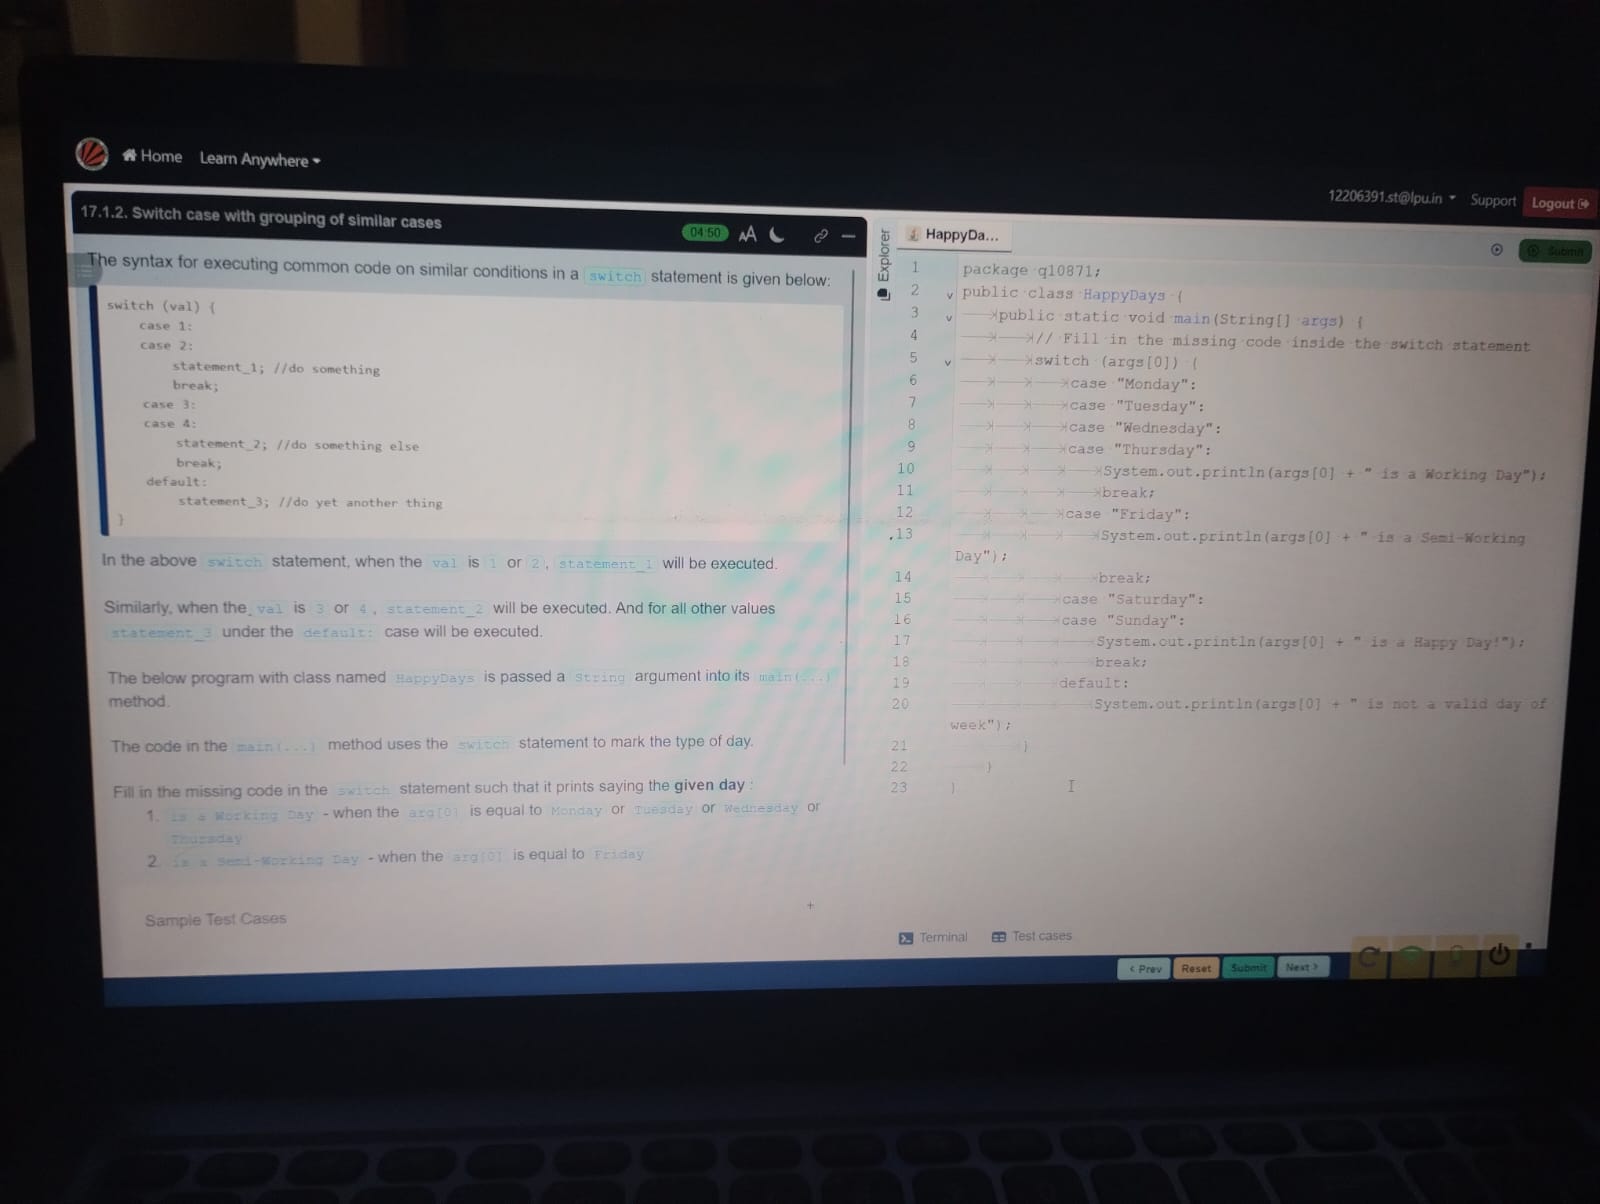 Home Learn Anywhere
12206391.st@lpu.in Support Logout
17.1.2. Switch case with grouping of similar cases
04:50 AA
The syntax for executing common code on similar conditions in a switch statement is given below:
switch (val) {
case 1:
case 2:
statement_1; //do something
break;
case 3:
case 4:
statement_2; //do something else
break;
default:
statement_3; //do yet another thing
}
In the above switch statement, when the val is 1 or 2, statement_1 will be executed.
Similarly, when the val is 3 or 4, statement_2 will be executed. And for all other values
statement_3 under the default: case will be executed.
The below program with class named HappyDays is passed a String argument into its main(...)
method.
The code in the main(...) method uses the switch statement to mark the type of day.
Fill in the missing code in the switch statement such that it prints saying the given day :
1. is a Working Day - when the arg[0] is equal to Monday or Tuesday or Wednesday or
Thursday
2. is a Semi-Working Day - when the arg[0] is equal to Friday
Sample Test Cases
+
Explorer
HappyDa...
Submit
1 package q10871;
2 public class HappyDays {
3 public static void main(String[] args) {
4 // Fill in the missing code inside the switch statement
5 switch (args[0]) {
6 case "Monday":
7 case "Tuesday":
8 case "Wednesday":
9 case "Thursday":
10 System.out.println(args[0] + " is a Working Day");
11 break;
12 case "Friday":
13 System.out.println(args[0] + " is a Semi-Working
Day");
14 break;
15 case "Saturday":
16 case "Sunday":
17 System.out.println(args[0] + " is a Happy Day!");
18 break;
19 default:
20 System.out.println(args[0] + " is not a valid day of
week");
21 }
22 }
23 }
Terminal Test cases
< Prev Reset Submit Next >